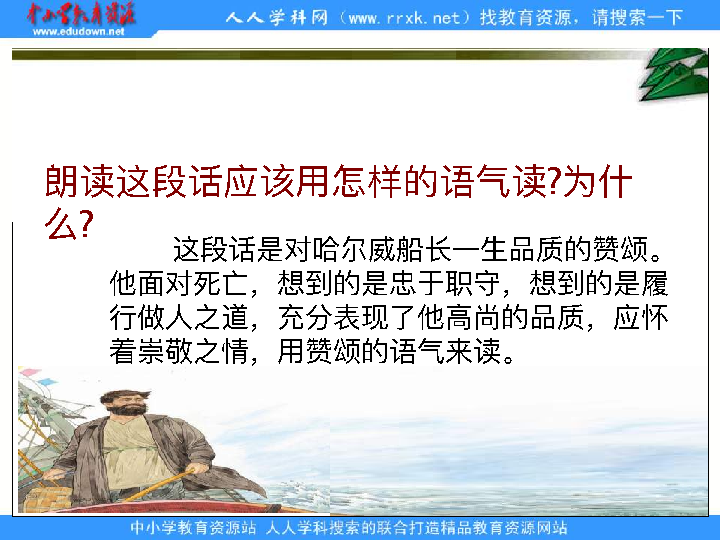 中小学教育资源
www.edudown.net
人人学科网（www.rrxk.net）找教育资源，请搜索一下
朗读这段话应该用怎样的语气读?为什
么?
这段话是对哈尔威船长一生品质的赞颂。
他面对死亡，想到的是忠于职守，想到的是履
行做人之道，充分表现了他高尚的品质，应怀
着崇敬之情，用赞颂的语气来读。
中小学教育资源站 人人学科搜索的联合打造精品教育资源网站